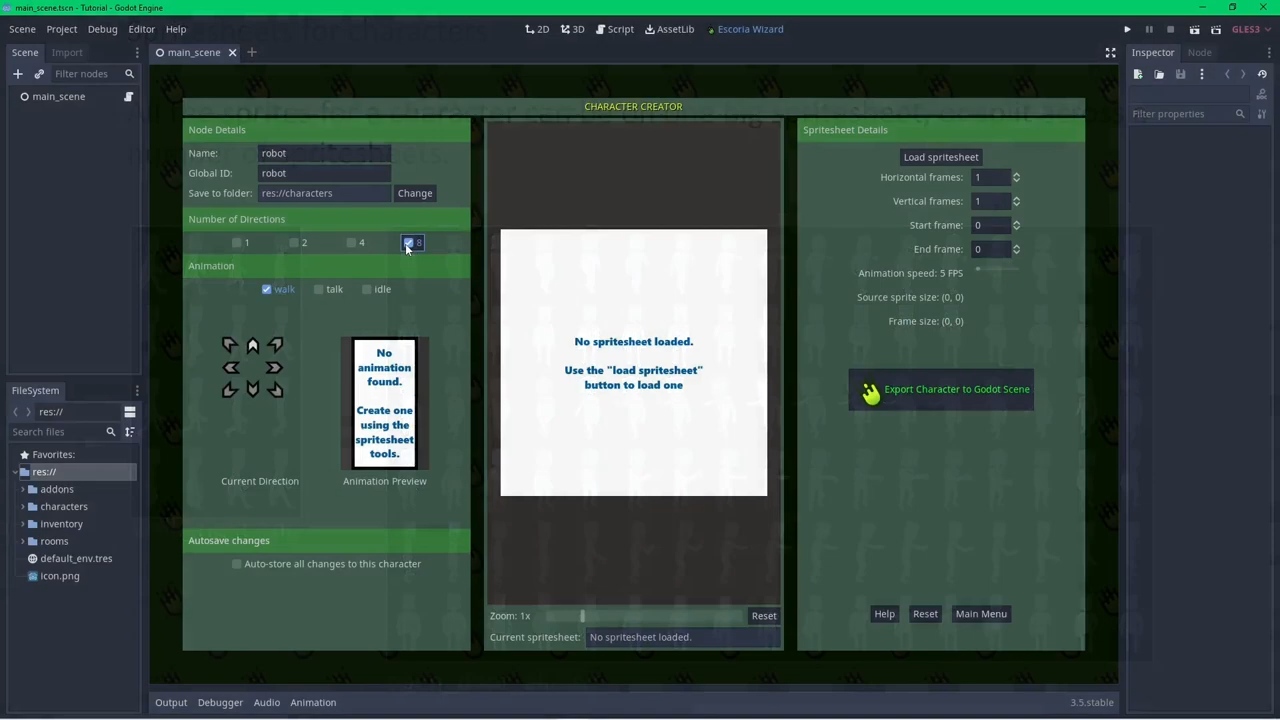 main_scene.tscn - Tutorial - Godot Engine
Scene Project Debug Editor Help
2D 3D Script AssetLib Escoria Wizard
GLES3
Scene Import
main_scene
Inspector Node
Filter nodes
main_scene
Filter properties
spritesheets for characters
CHARACTER CREATOR
Node Details
Name: robot
Global ID: robot
Save to folder: res://characters Change
Number of Directions
1 2 4 8
Animation
walk talk idle
No
animation
found.
Create one
using the
spritesheet
tools.
Current Direction Animation Preview
Autosave changes
Auto-store all changes to this character
No spritesheet loaded.
Use the "load spritesheet"
button to load one
Zoom: 1x Reset
Current spritesheet: No spritesheet loaded.
Spritesheet Details
Load spritesheet
Horizontal frames: 1
Vertical frames: 1
Start frame: 0
End frame: 0
Animation speed: 5 FPS
Source sprite size: (0, 0)
Frame size: (0, 0)
Export Character to Godot Scene
Help Reset Main Menu
FileSystem
res://
Search files
Favorites:
res://
addons
characters
inventory
rooms
default_env.tres
icon.png
Output Debugger Audio Animation
3.5.stable